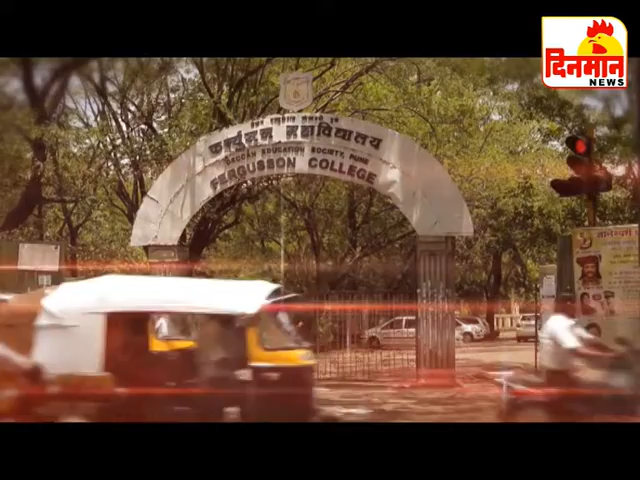 दिनमान
NEWS
फर्ग्युसन महाविद्यालय
DECCAN EDUCATION SOCIETY, PUNE
FERGUSSON COLLEGE